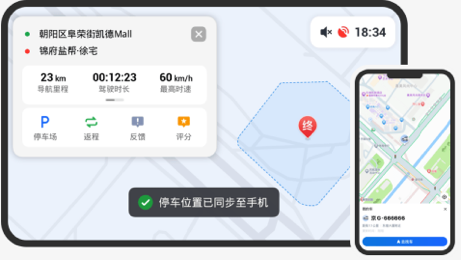 朝阳区阜荣街凯德Mall
锦府盐帮·徐宅
23 km
导航里程
00:12:23
驾驶时长
60 km/h
最高时速
停车场
返程
反馈
评分
18:34
终
停车位置已同步至手机
京G·666666